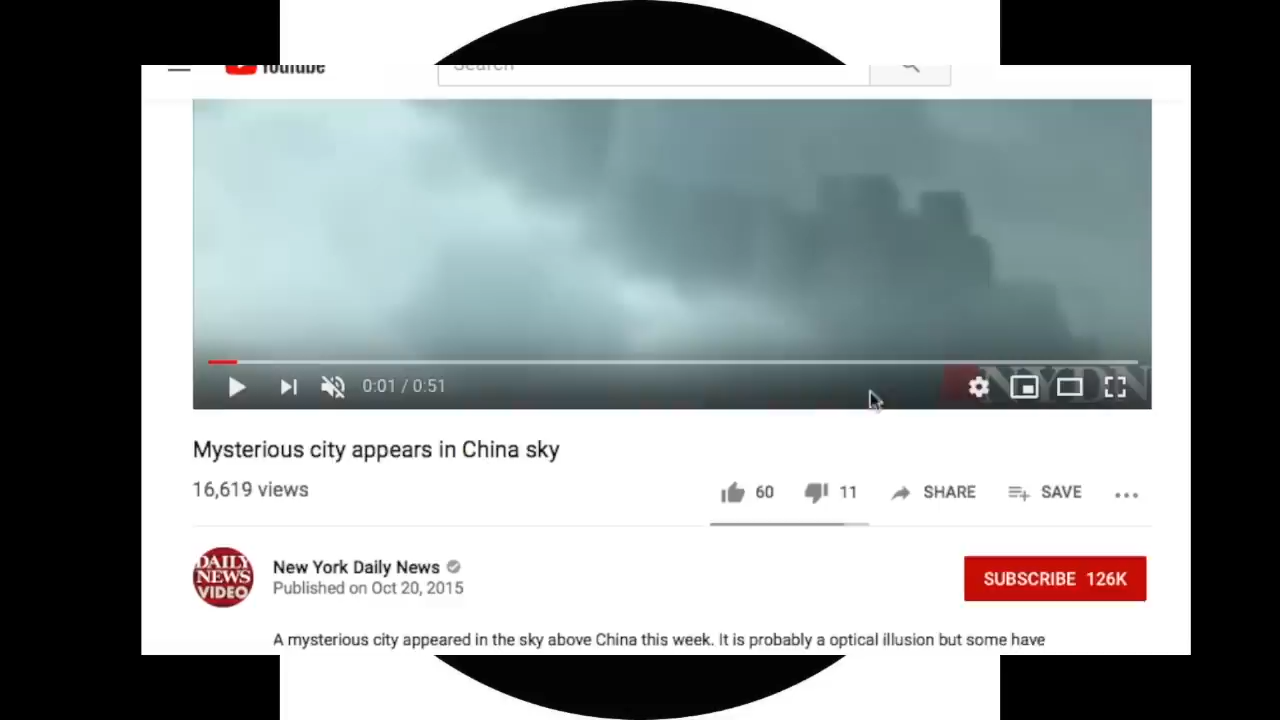 YouTube
Search
NYDN
0:01 / 0:51
Mysterious city appears in China sky
16,619 views
60
11
SHARE
SAVE
DAILY
NEWS
VIDEO
New York Daily News
Published on Oct 20, 2015
SUBSCRIBE 126K
A mysterious city appeared in the sky above China this week. It is probably a optical illusion but some have